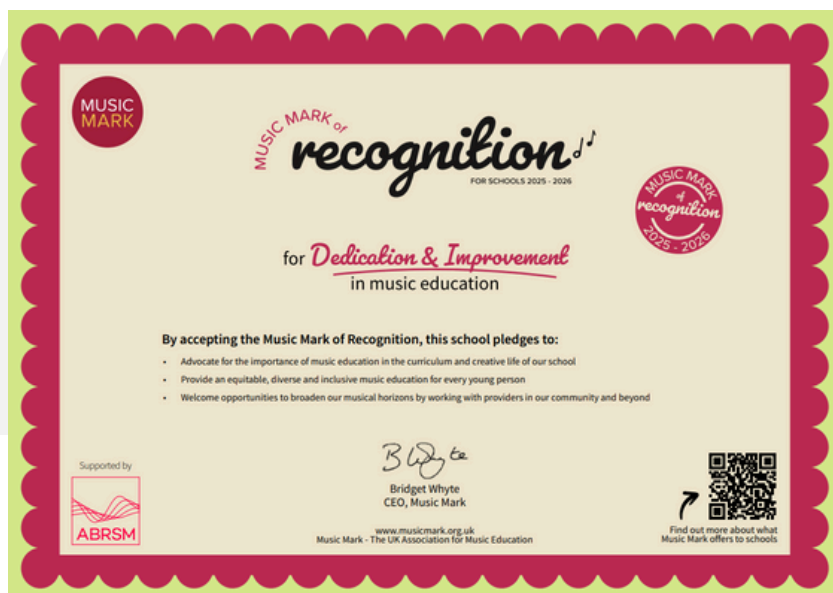 MUSIC
MARK
MUSIC MARK of
recognition
FOR SCHOOLS 2025 - 2026
MUSIC MARK
of
recognition
2025 - 2026
for Dedication & Improvement
in music education
By accepting the Music Mark of Recognition, this school pledges to:
• Advocate for the importance of music education in the curriculum and creative life of our school
• Provide an equitable, diverse and inclusive music education for every young person
• Welcome opportunities to broaden our musical horizons by working with providers in our community and beyond
Supported by
ABRSM
B Whyte
Bridget Whyte
CEO, Music Mark
www.musicmark.org.uk
Music Mark - The UK Association for Music Education
Find out more about what
Music Mark offers to schools